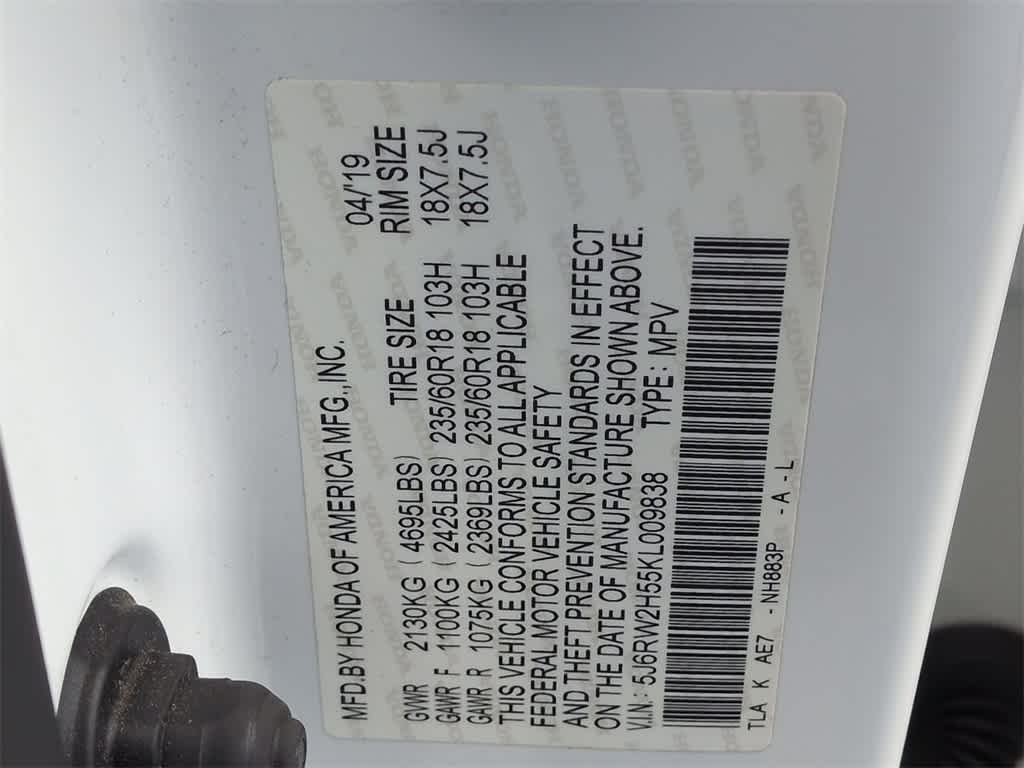 MFD.BY HONDA OF AMERICA MFG., INC. 04/'19
GVWR 2130KG ( 4695LBS) TIRE SIZE RIM SIZE
GAWR F 1100KG ( 2425LBS) 235/60R18 103H 18X7.5J
GAWR R 1075KG ( 2369LBS) 235/60R18 103H 18X7.5J
THIS VEHICLE CONFORMS TO ALL APPLICABLE
FEDERAL MOTOR VEHICLE SAFETY
AND THEFT PREVENTION STANDARDS IN EFFECT
ON THE DATE OF MANUFACTURE SHOWN ABOVE.
V.I.N.: 5J6RW2H55KL009838 TYPE: MPV
TLA K AE7 -NH883P -A-L